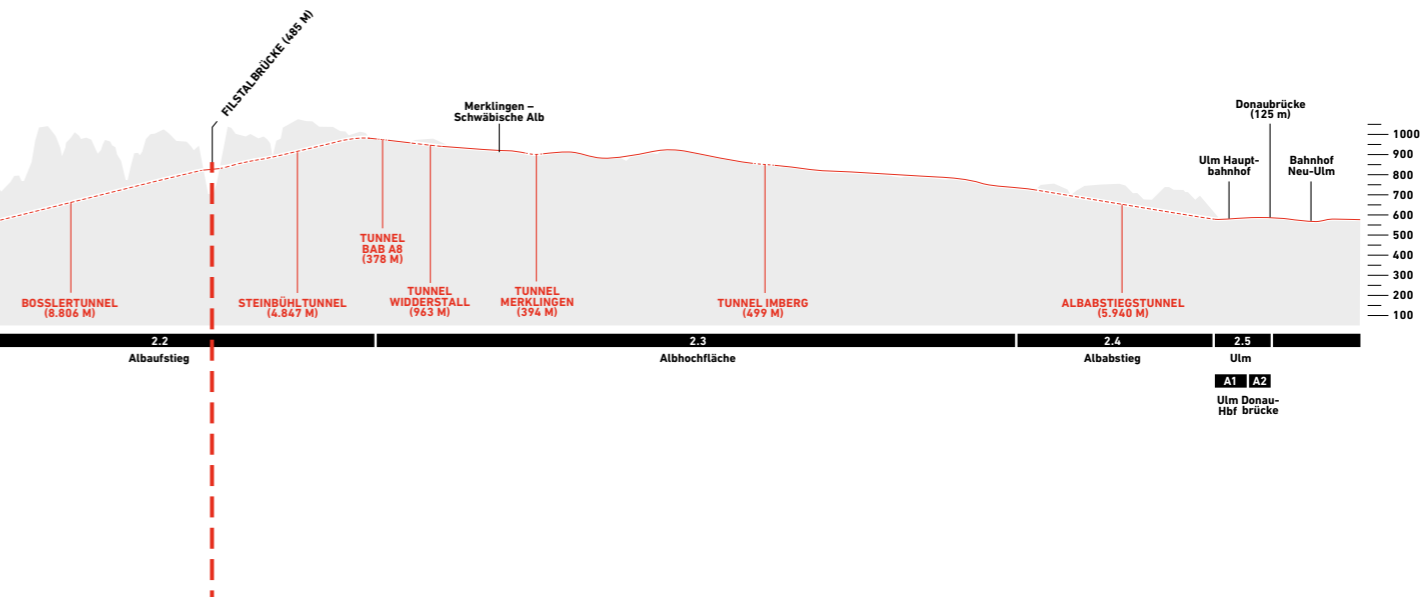 FILSTALBRÜCKE (485 M)
Merklingen –
Schwäbische Alb
Donaubrücke
(125 m)
Ulm Haupt-
bahnhof
Bahnhof
Neu-Ulm
1000
900
800
700
600
500
400
300
200
100
BOSSLERTUNNEL
(8.806 M)
STEINBÜHLTUNNEL
(4.847 M)
TUNNEL
BAB A8
(378 M)
TUNNEL
WIDDERSTALL
(963 M)
TUNNEL
MERKLINGEN
(394 M)
TUNNEL IMBERG
(499 M)
ALBABSTIEGSTUNNEL
(5.940 M)
2.2
2.3
2.4
2.5
Albaufstieg
Albhochfläche
Albabstieg
Ulm
A1
A2
Ulm
Hbf
Donau-
brücke